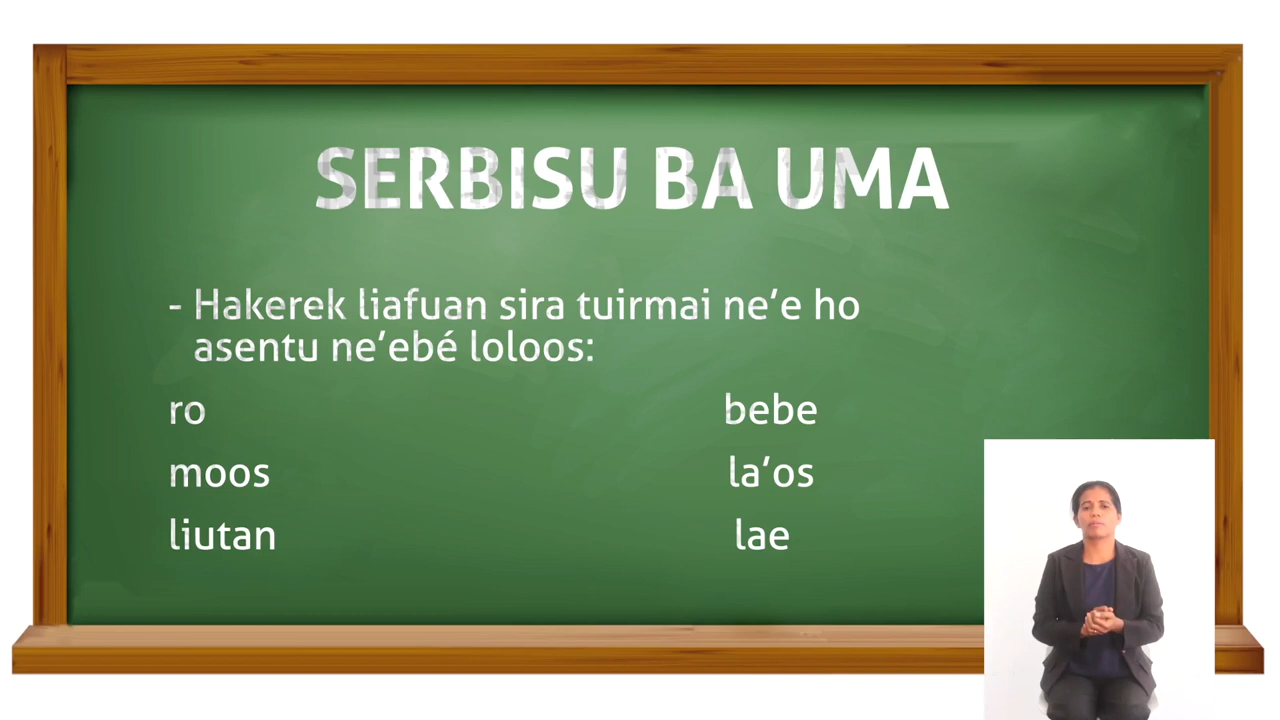 SERBISU BA UMA
- Hakerek liafuan sira tuirmai ne’e ho
asentu ne’ebé loloos:
ro bebe
moos la’os
liutan lae